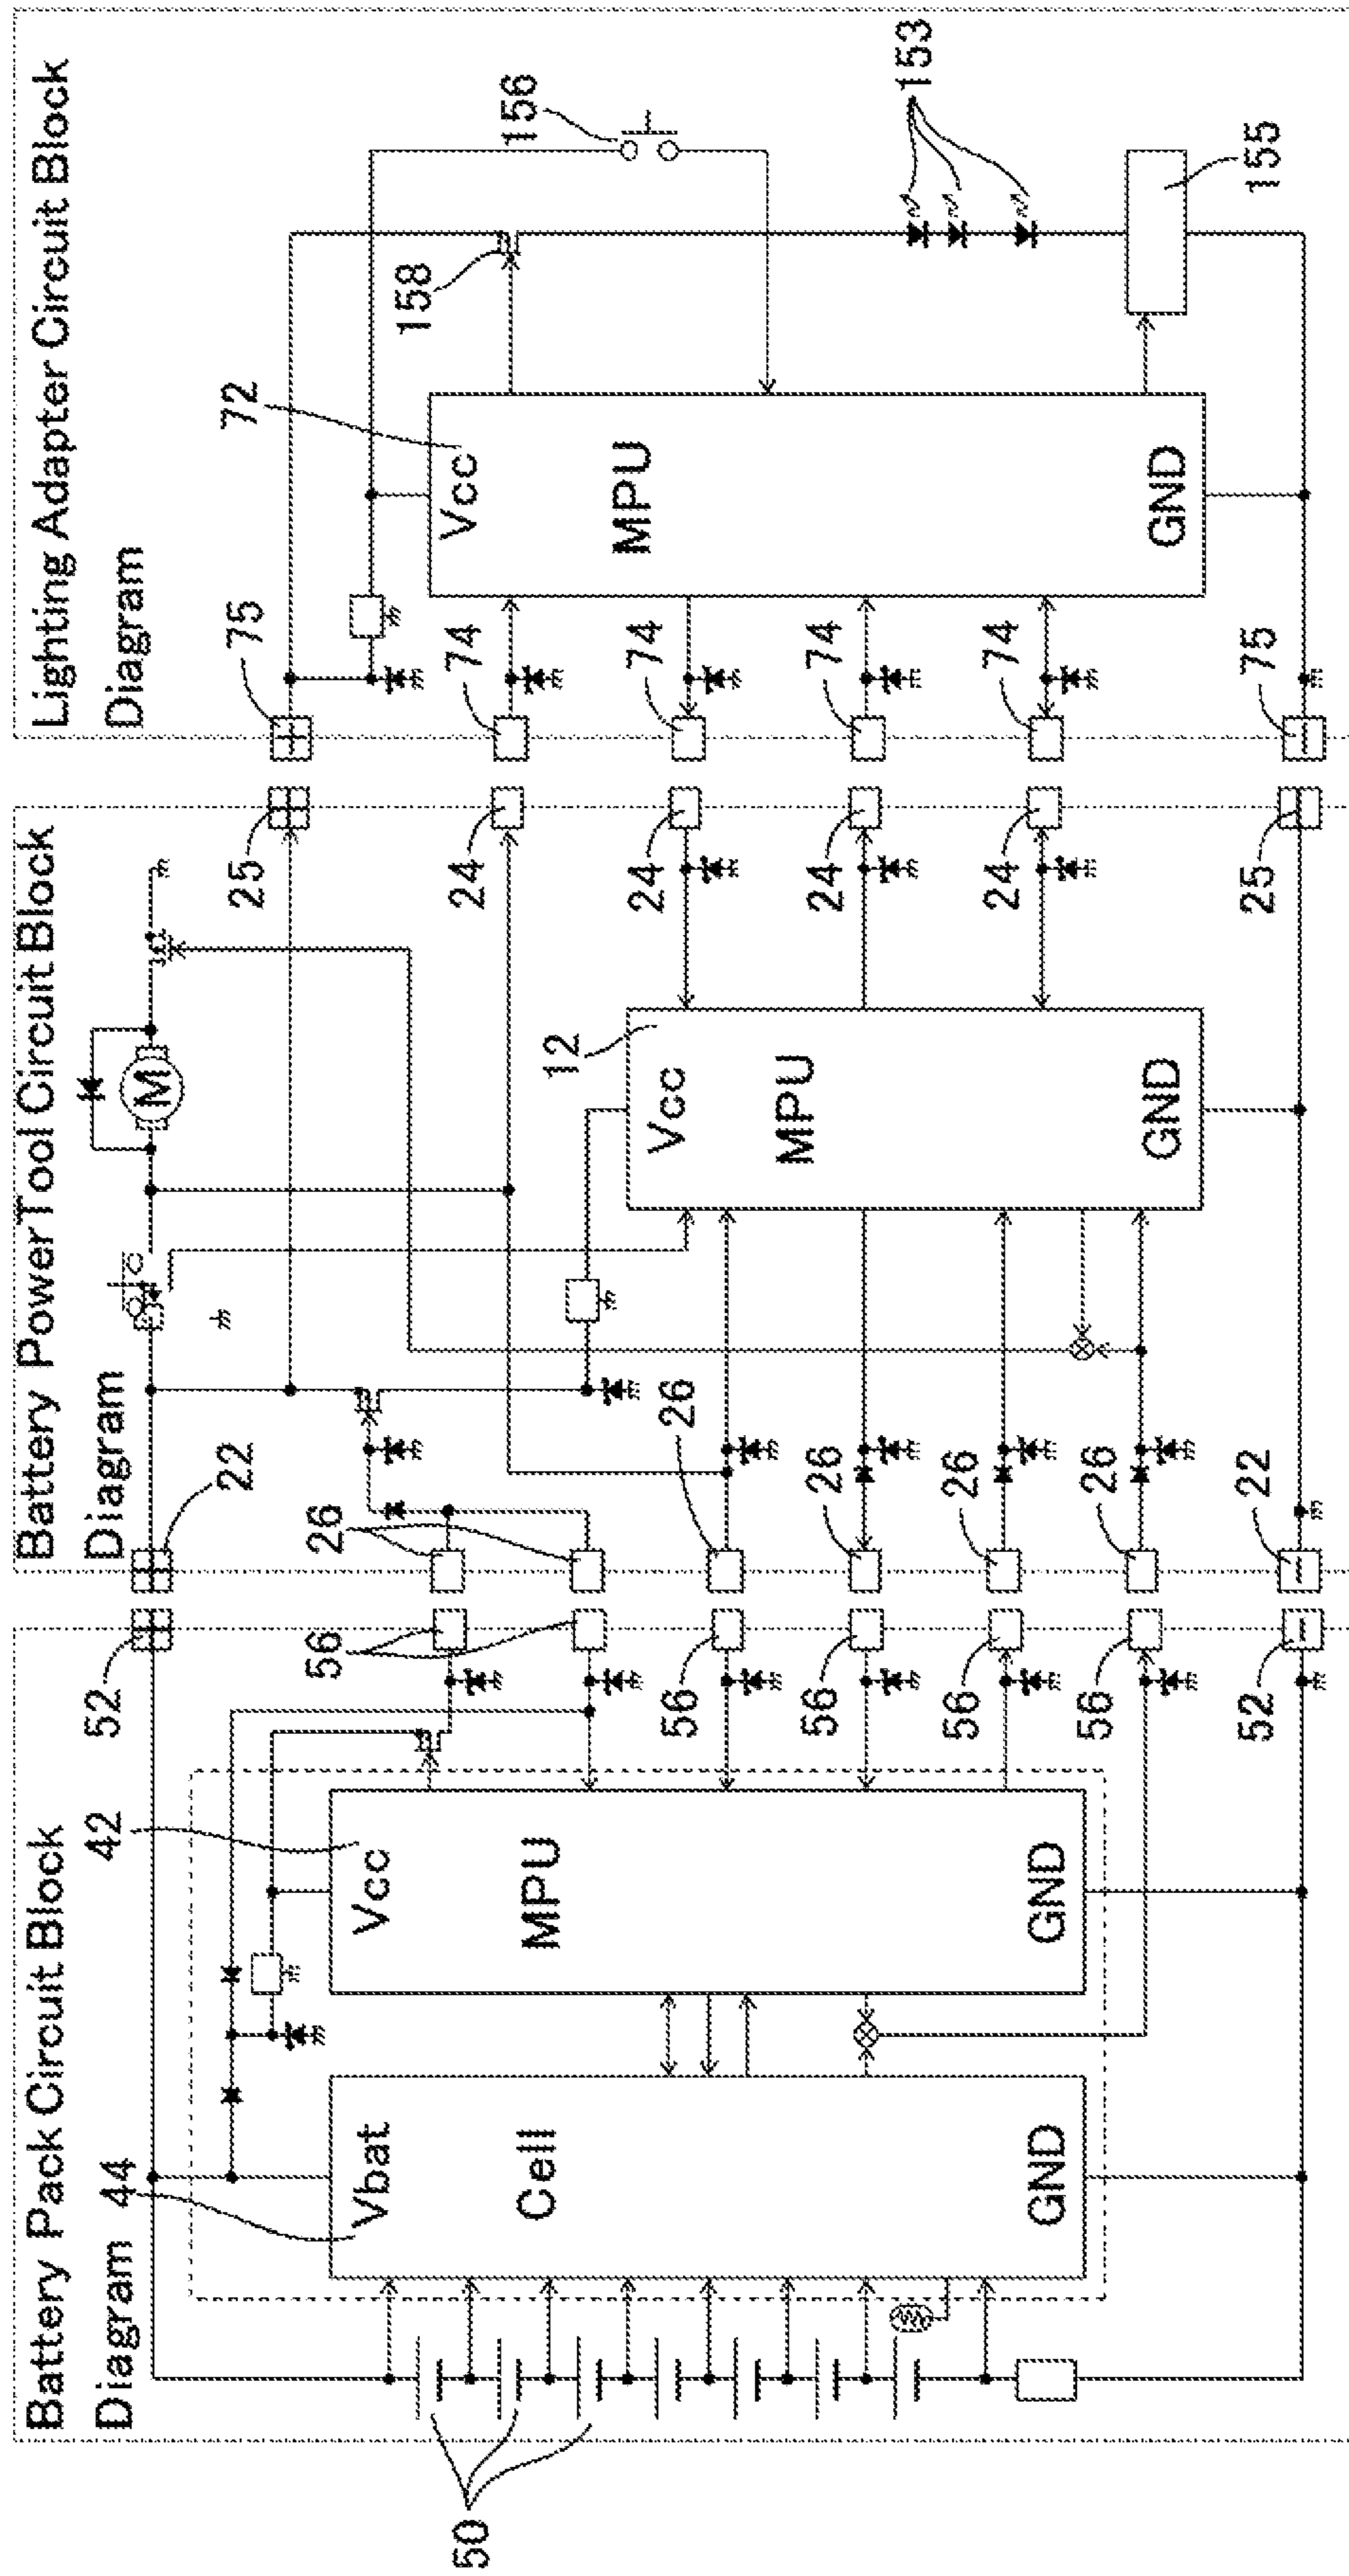 Battery Pack Circuit Block
Diagram
44
42
52
50
Vbat
Cell
GND
Vcc
MPU
GND
56
56
56
56
56
52
Battery PowerTool Circuit Block
Diagram
22
26
26
26
26
26
22
M
12
Vcc
MPU
GND
25
24
24
24
24
25
Lighting Adapter Circuit Block
Diagram
75
74
74
74
74
75
72
Vcc
MPU
GND
158
156
153
155